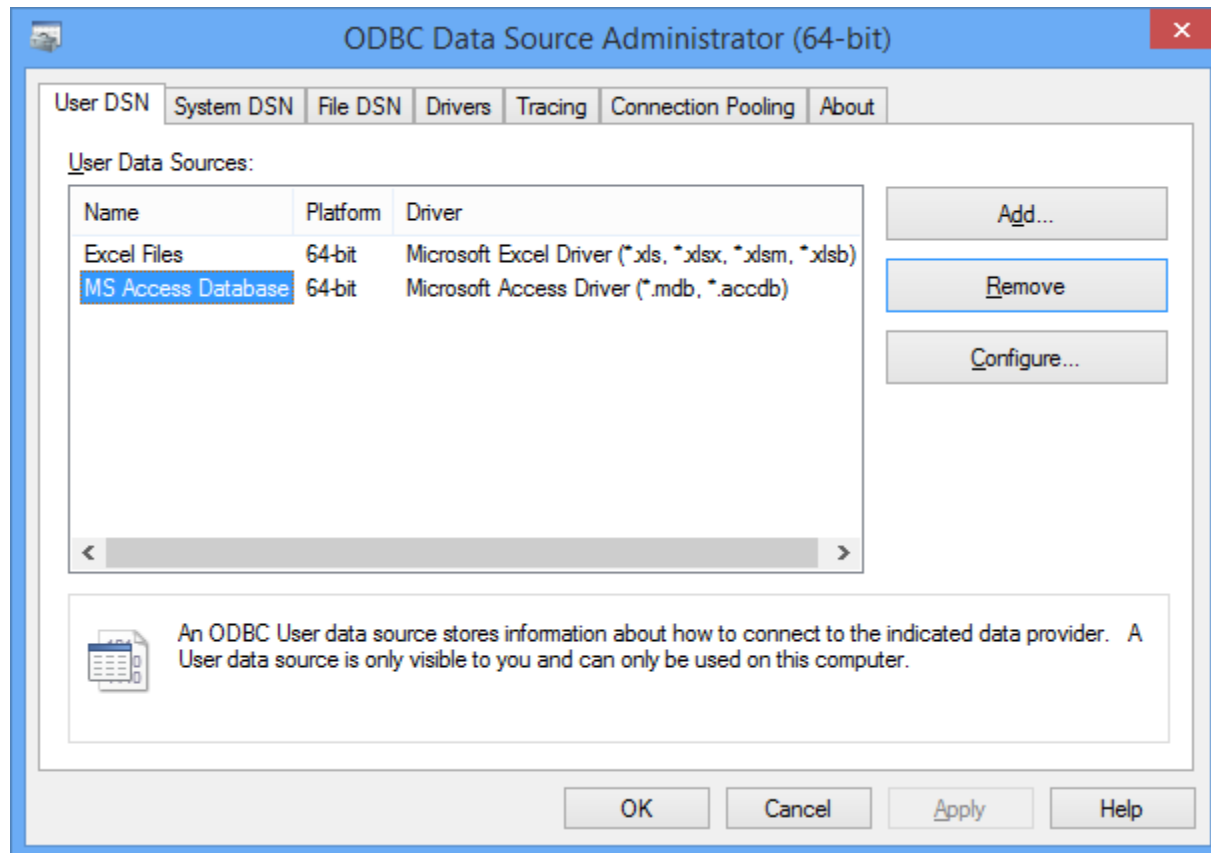 ODBC Data Source Administrator (64-bit)
User DSN System DSN File DSN Drivers Tracing Connection Pooling About
User Data Sources:
Name Platform Driver
Excel Files 64-bit Microsoft Excel Driver (*.xls, *.xlsx, *.xlsm, *.xlsb)
MS Access Database 64-bit Microsoft Access Driver (*.mdb, *.accdb)
Add...
Remove
Configure...
An ODBC User data source stores information about how to connect to the indicated data provider. A
User data source is only visible to you and can only be used on this computer.
OK Cancel Apply Help